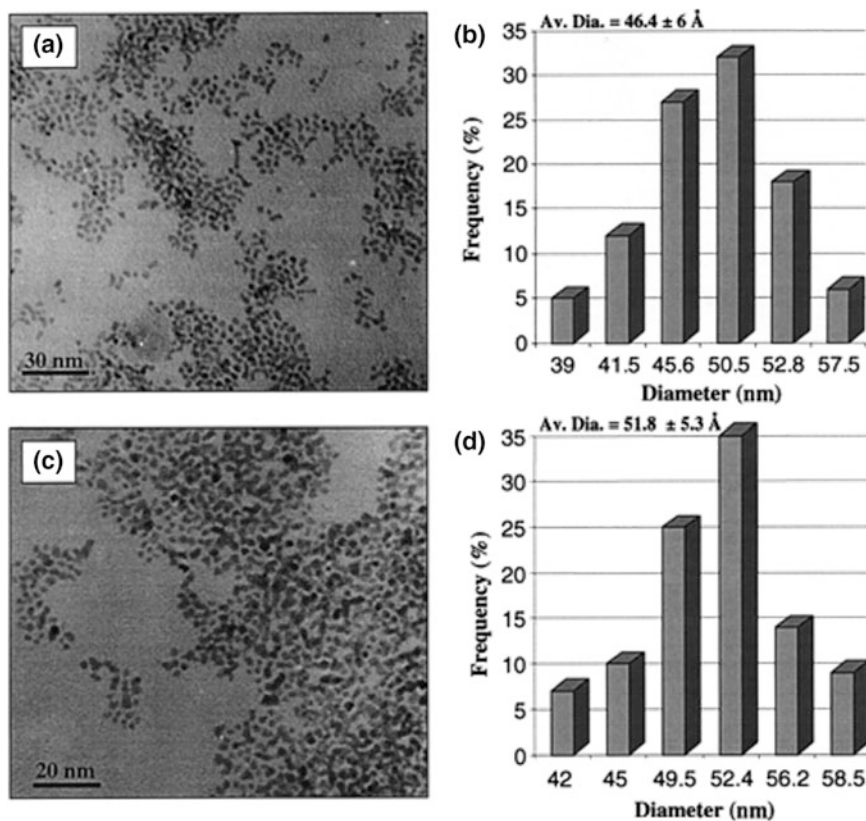 (a)
30 nm
(b)
Av. Dia. = 46.4 ± 6 Å
Frequency (%)
35
30
25
20
15
10
5
0
39 41.5 45.6 50.5 52.8 57.5
Diameter (nm)
(c)
20 nm
(d)
Av. Dia. = 51.8 ± 5.3 Å
Frequency (%)
35
30
25
20
15
10
5
0
42 45 49.5 52.4 56.2 58.5
Diameter (nm)